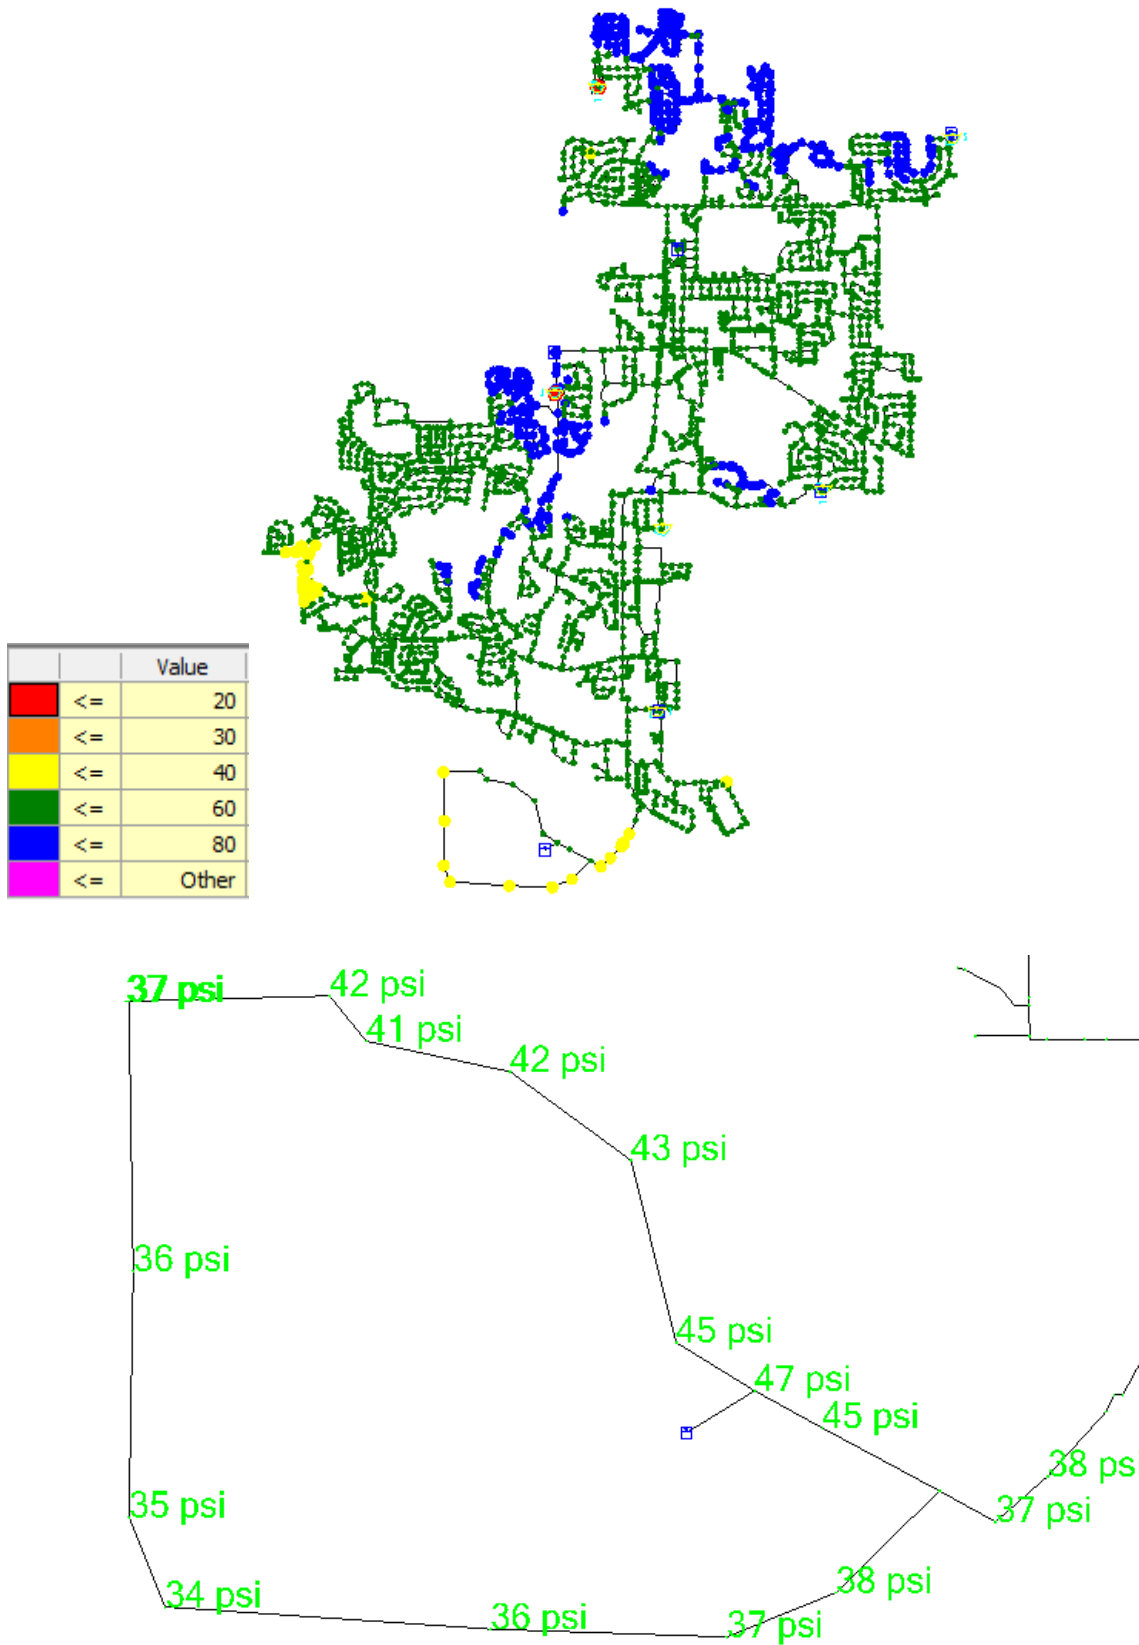 Value
<= 20
<= 30
<= 40
<= 60
<= 80
<= Other
37 psi
42 psi
41 psi
42 psi
43 psi
36 psi
45 psi
47 psi
45 psi
38 psi
35 psi
37 psi
34 psi
38 psi
36 psi
37 psi